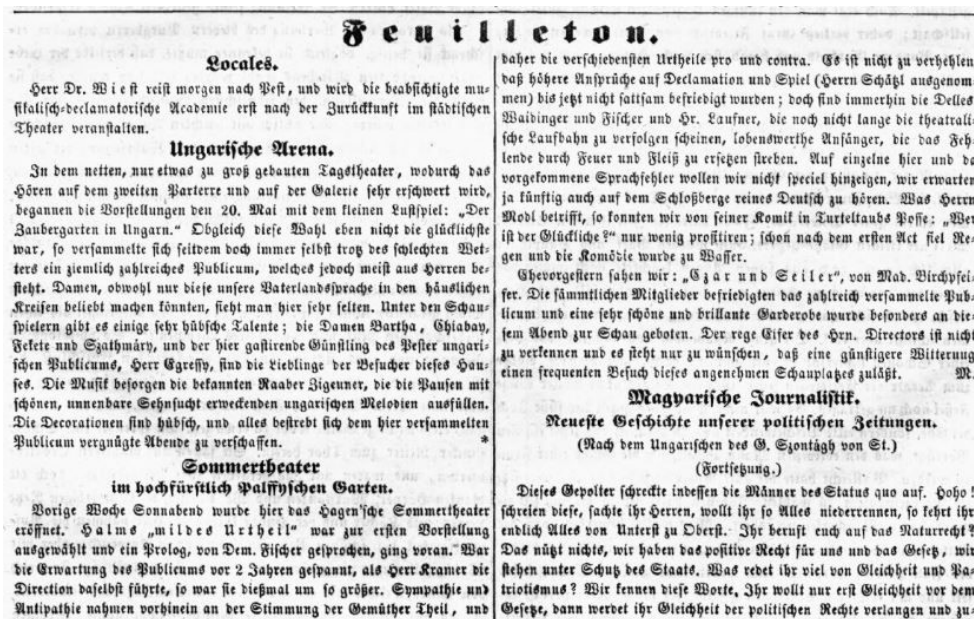 Feuilleton.
Locales.
Herr Dr. Wiest reist morgen nach Pest, und wird die beabsichtigte mu-
sikalisch-declamatorische Academie erst nach der Zurückkunft im städtischen
Theater veranstalten.
Ungarische Arena.
In dem netten, nur etwas zu groß gebauten Tagstheater, wodurch das
Hören auf dem zweiten Parterre und auf der Galerie sehr erschwert wird,
begannen die Vorstellungen den 20. Mai mit dem kleinen Lustspiel: „Der
Zaubergarten in Ungarn.“ Obgleich diese Wahl eben nicht die glücklichste
war, so versammelte sich seitdem doch immer selbst trotz des schlechten Wet-
ters ein ziemlich zahlreiches Publicum, welches jedoch meist aus Herren be-
steht. Damen, obwohl nur diese unsere Vaterlandssprache in den häuslichen
Kreisen beliebt machen könnten, sieht man hier sehr selten. Unter den Schau-
spielern gibt es einige sehr hübsche Talente; die Damen Bartha, Chiabay,
Fekete und Szathmáry, und der hier gastirende Günstling des Pester ungari-
schen Publicums, Herr Egressy, sind die Lieblinge der Besucher dieses Hau-
ses. Die Musik besorgen die bekannten Raaber Zigeuner, die die Pausen mit
schönen, unnenbare Sehnsucht erweckenden ungarischen Melodien ausfüllen.
Die Decorationen sind hübsch, und alles strebt sich dem hier versammelten
Publicum vergnügte Abende zu verschaffen. *
Sommertheater
im hochfürstlich Palffy'schen Garten.
Vorige Woche Sonnabend wurde hier das Hagen'sche Sommertheater
eröffnet. Halms „mildes Urtheil“ war zur ersten Vorstellung
ausgewählt und ein Prolog, von Dem. Fischer gesprochen, ging voran. War
die Erwartung des Publicums vor 2 Jahren gespannt, als Herr Kramer die
Direction daselbst führte, so war sie dießmal um so größer. Sympathie und
Antipathie nahmen vorhinein an der Stimmung der Gemüther Theil, und
daher die verschiedensten Urtheile pro und contra. Es ist nicht zu verhehlen,
daß höhere Ansprüche auf Declamation und Spiel (Herrn Schätzl ausgenom-
men) bis jetzt nicht sattsam befriedigt wurden; doch sind immerhin die Delles
Waidinger und Fischer und Hr. Laufner, die noch nicht lange die theatrali-
sche Laufbahn zu verfolgen scheinen, lobenswerthe Anfänger, die das Feh-
lende durch Feuer und Fleiß zu ersetzen streben. Auf einzelne hier und da
vorgekommene Sprachfehler wollen wir nicht speciel hinzeigen, wir erwarten
ja künftig auch auf dem Schloßberge reines Deutsch zu hören. Was Herrn
Modl betrifft, so konnten wir von seiner Komik in Turteltaubs Posse: „Wer
ist der Glückliche?“ nur wenig profitiren; schon nach dem ersten Act fiel Re-
gen und die Komödie wurde zu Wasser.
Ehevorgestern sahen wir: „Czar und Seiler“, von Mad. Birchpfei-
fer. Die sämmtlichen Mitglieder befriedigten das zahlreich versammelte Pub-
licum und eine sehr schöne und brillante Garderobe wurde besonders an die-
sem Abend zur Schau geboten. Der rege Eifer des Hrn. Directors ist nicht
zu verkennen und es steht nur zu wünschen, daß eine günstigere Witterung
einen frequenten Besuch dieses angenehmen Schauplatzes zuläßt. M.
Magyarische Journalistik.
Neueste Geschichte unserer politischen Zeitungen.
(Nach dem Ungarischen des G. Szontágh von St.)
(Fortsetzung.)
Dieses Gepolter schreckte indessen die Männer des Status quo auf. Hoho!
schreien diese, sachte ihr Herren, wollt ihr so Alles niederrennen, so kehrt ihr
endlich Alles von Unterst zu Oberst. Ihr beruft euch auf das Naturrecht?
Das nützt nichts, wir haben das positive Recht für uns und das Gesetz, wir
stehen unter Schutz des Staats. Was redet ihr viel von Gleichheit und Pa-
triotismus? Wir kennen diese Worte. Ihr wollt nur erst Gleichheit vor dem
Gesetze, dann werdet ihr Gleichheit der politischen Rechte verlangen und zu-